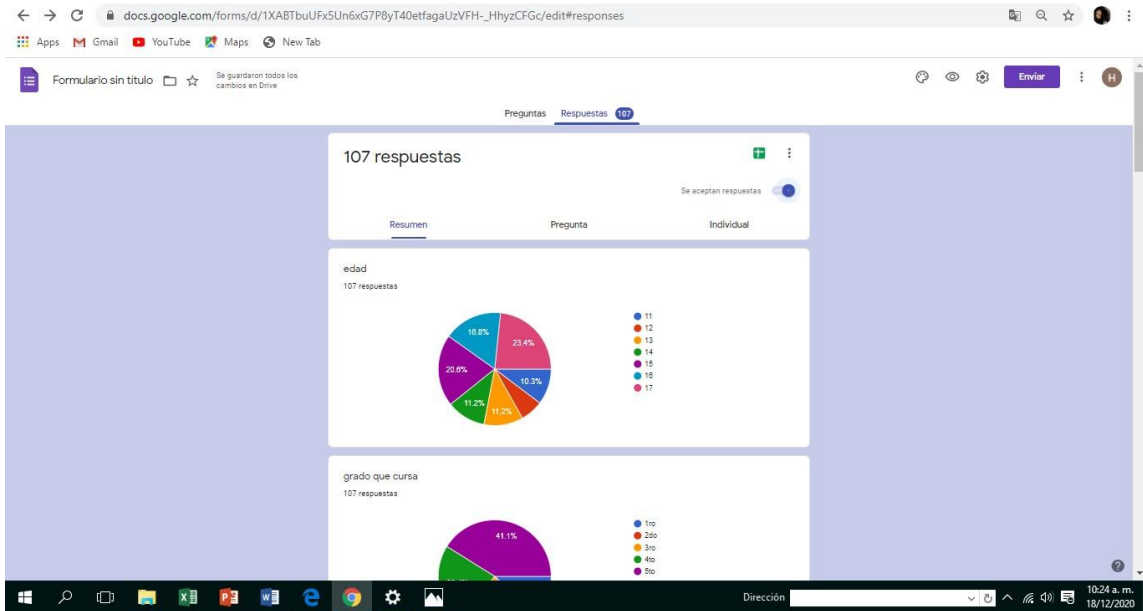 docs.google.com/forms/d/1XABTbuUFx5Un6xG7P8yT40etfagaUzVFH-_HhyzCFGc/edit#responses
Apps Gmail YouTube Maps New Tab
Formulario sin título
Se guardaron todos los
cambios en Drive
Enviar
H
Preguntas Respuestas 107
107 respuestas
Se aceptan respuestas
Resumen Pregunta Individual
edad
107 respuestas
16.8%
23.4%
20.6%
10.3%
11.2%
11.2%
11
12
13
14
15
16
17
grado que cursa
107 respuestas
41.1%
1ro
2do
3ro
4to
5to
Dirección
10:24 a. m.
18/12/2020